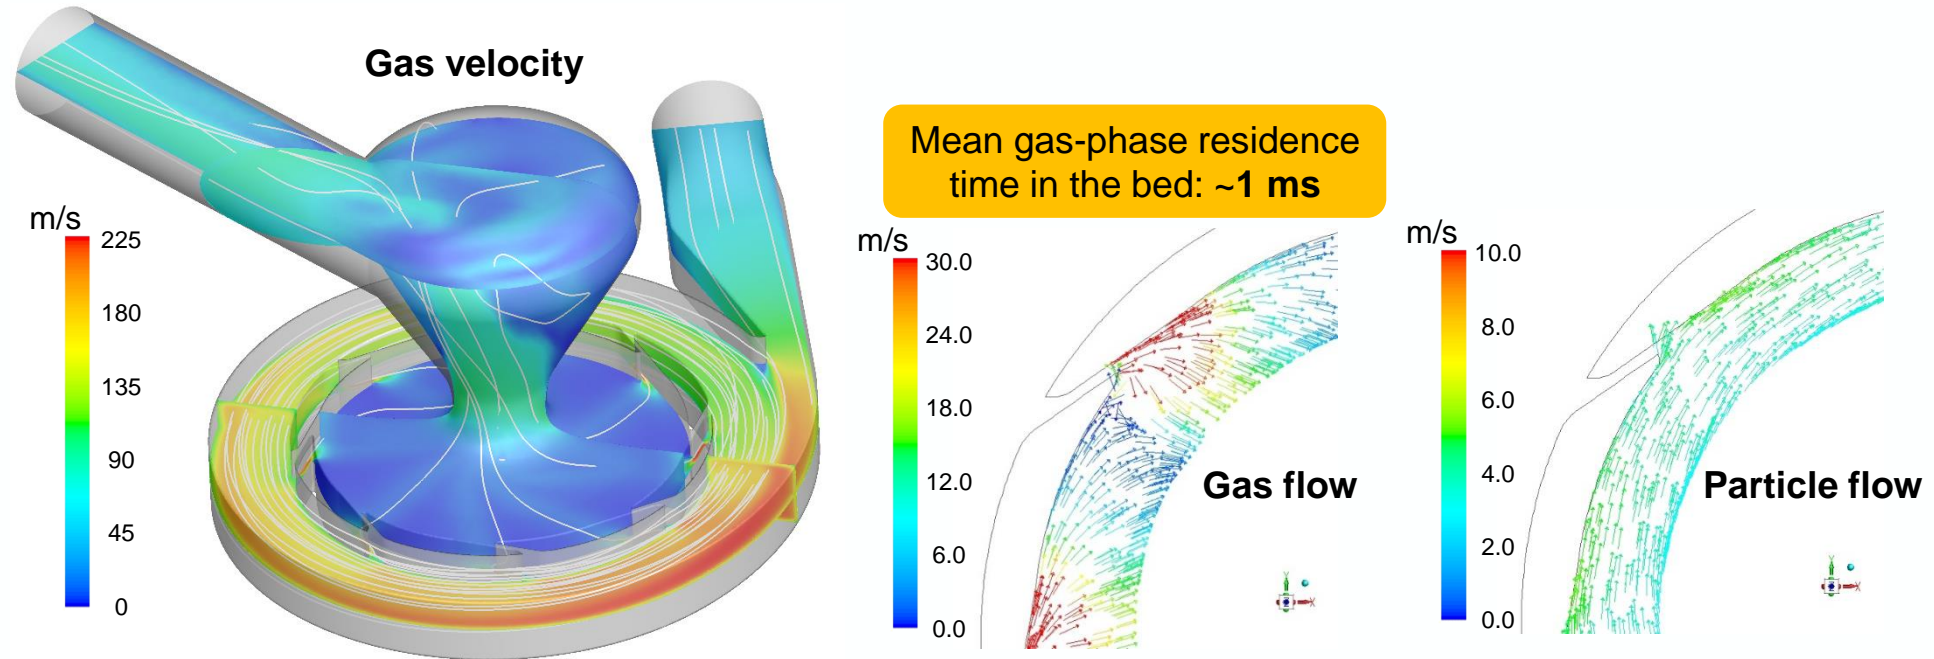 Gas velocity
m/s
225
180
135
90
45
0
Mean gas-phase residence
time in the bed: ~1 ms
m/s
30.0
24.0
18.0
12.0
6.0
0.0
Gas flow
Y
X
m/s
10.0
8.0
6.0
4.0
2.0
0.0
Particle flow
Y
X